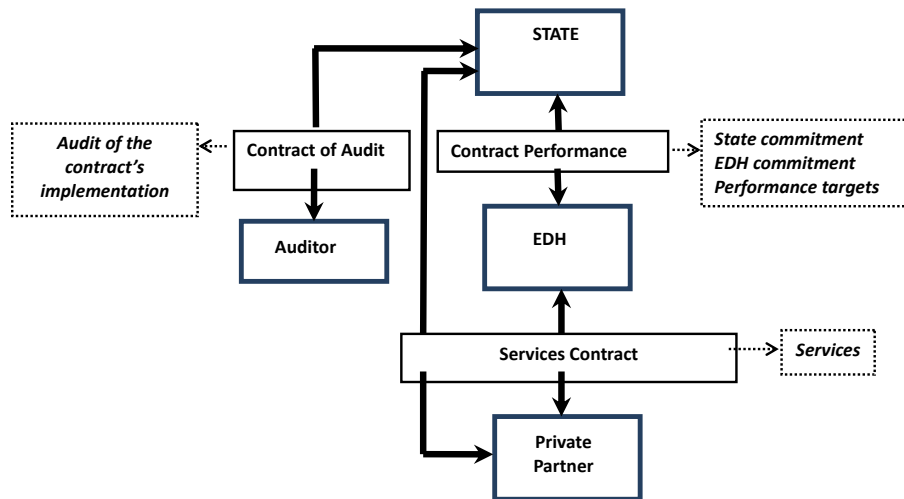 STATE
Audit of the
contract's
implementation
Contract of Audit
Contract Performance
State commitment
EDH commitment
Performance targets
Auditor
EDH
Services Contract
Services
Private
Partner